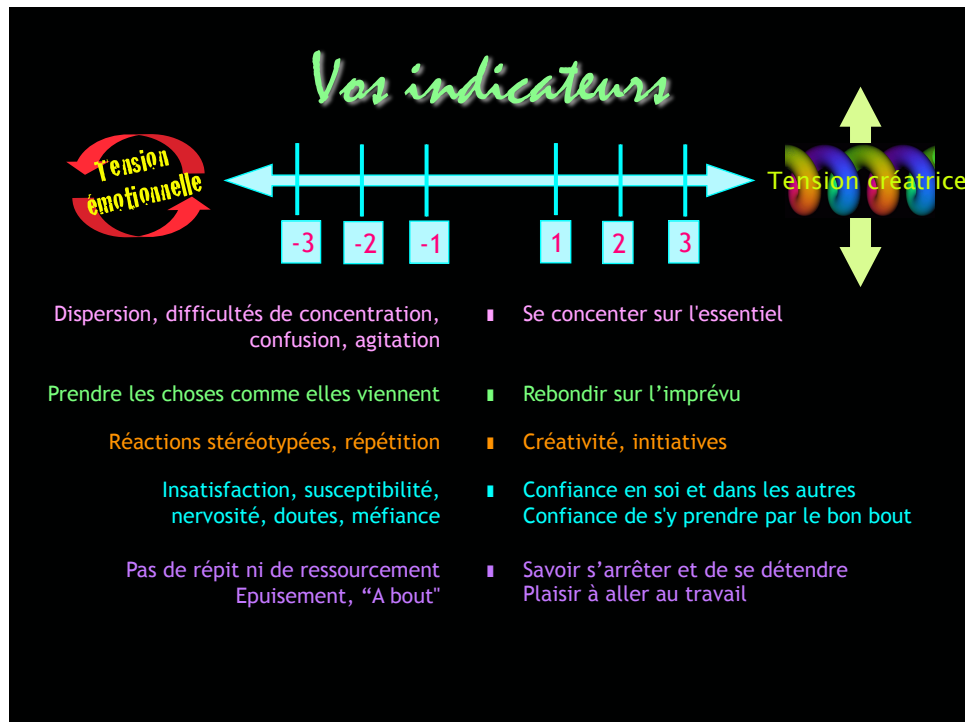 Vos indicateurs
Tension
émotionnelle
Tension créatrice
-3 -2 -1 1 2 3
Dispersion, difficultés de concentration,
confusion, agitation
Se concenter sur l'essentiel
Prendre les choses comme elles viennent
Rebondir sur l’imprévu
Réactions stéréotypées, répétition
Créativité, initiatives
Insatisfaction, susceptibilité,
nervosité, doutes, méfiance
Confiance en soi et dans les autres
Confiance de s'y prendre par le bon bout
Pas de répit ni de ressourcement
Epuisement, “A bout"
Savoir s’arrêter et de se détendre
Plaisir à aller au travail